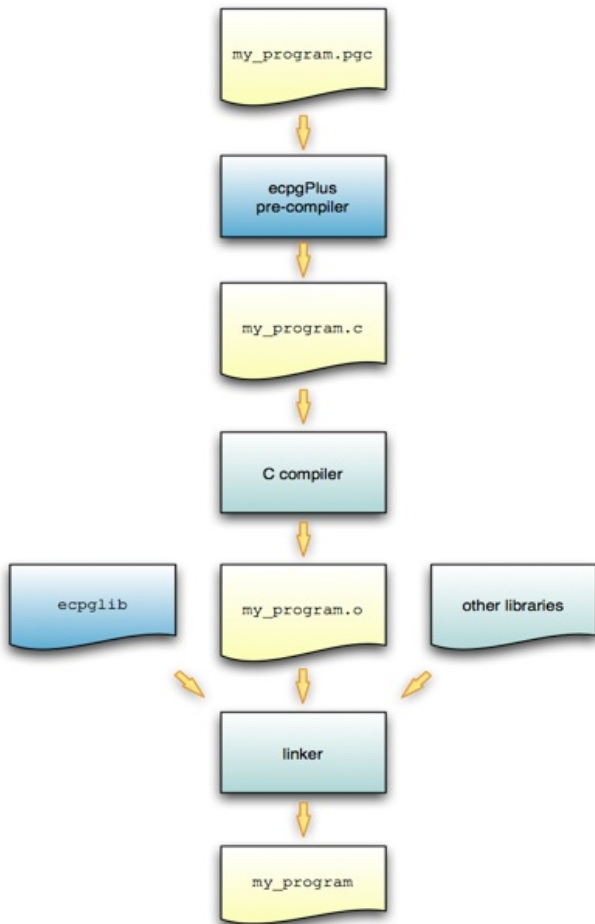 my_program.pgc
ecpgPlus
pre-compiler
my_program.c
C compiler
ecpglib
my_program.o
other libraries
linker
my_program